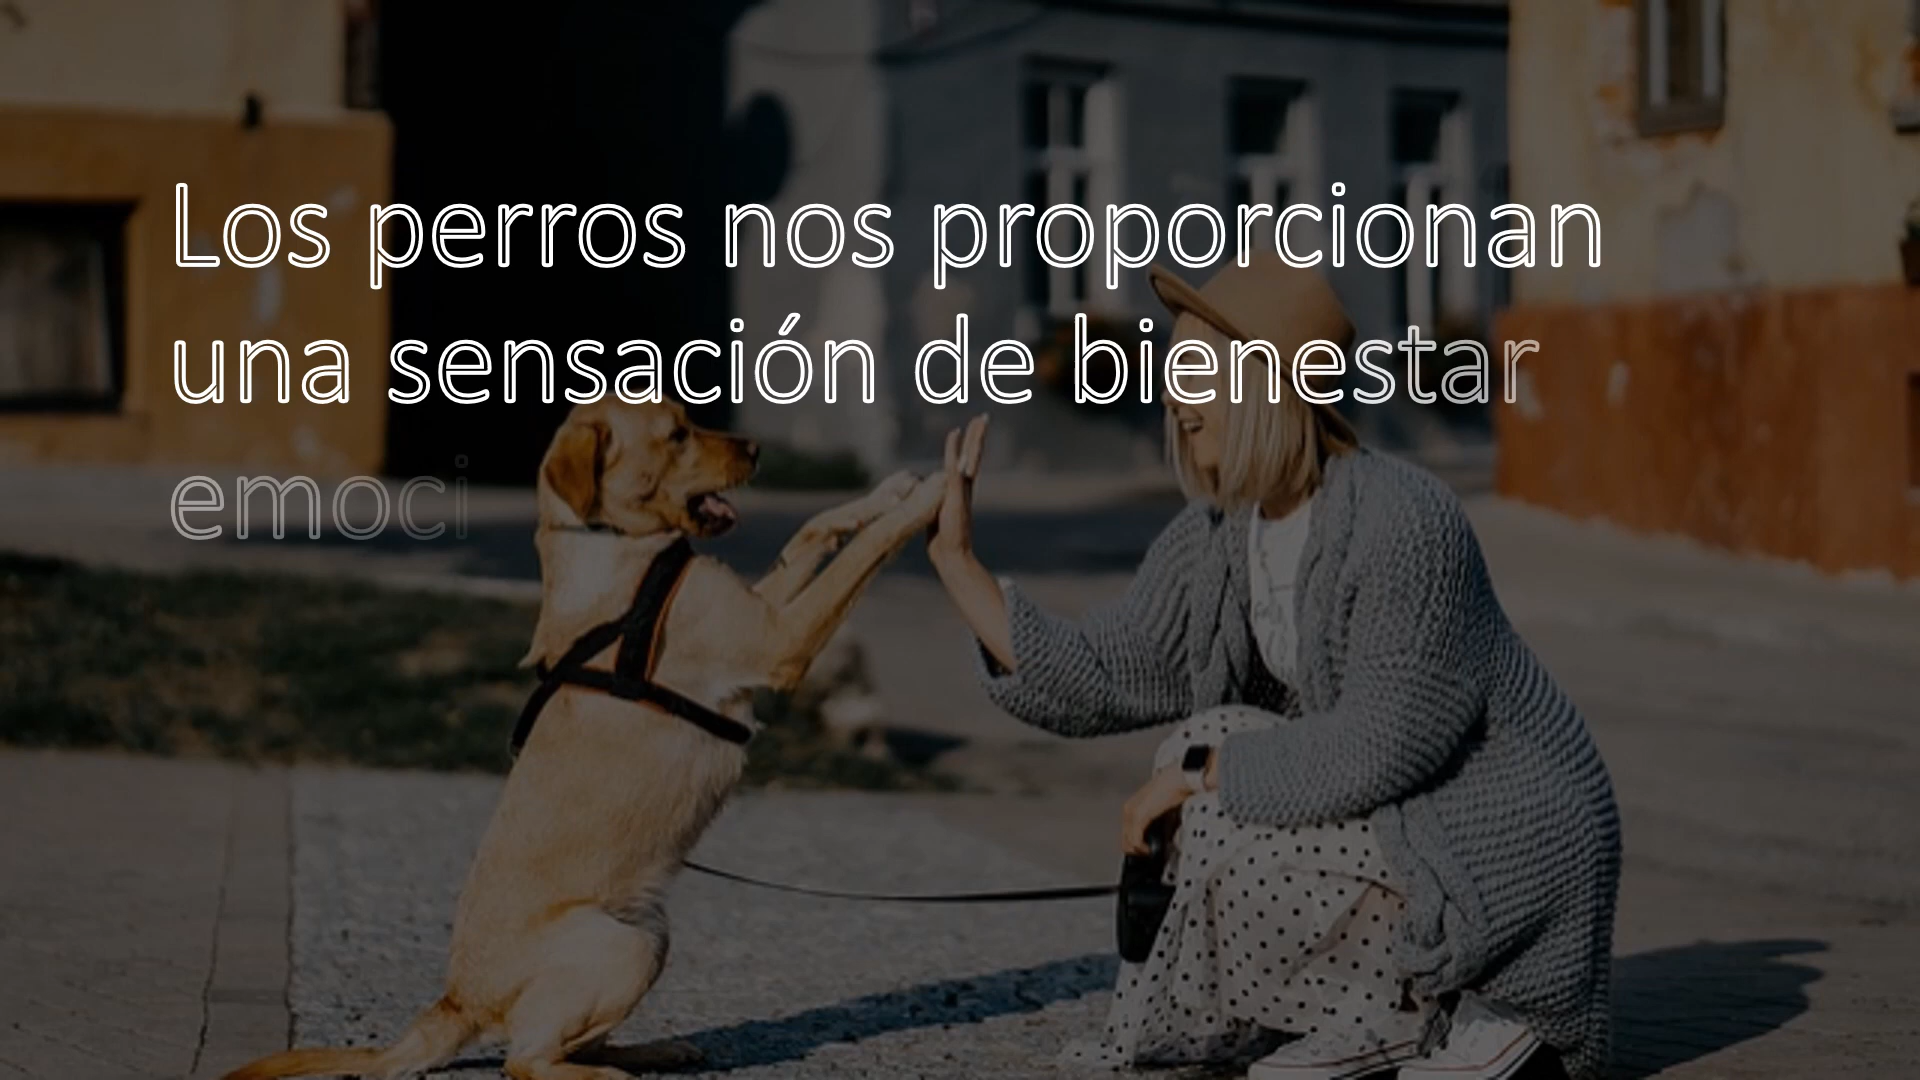 Los perros nos proporcionan
una sensación de bienestar
emoci